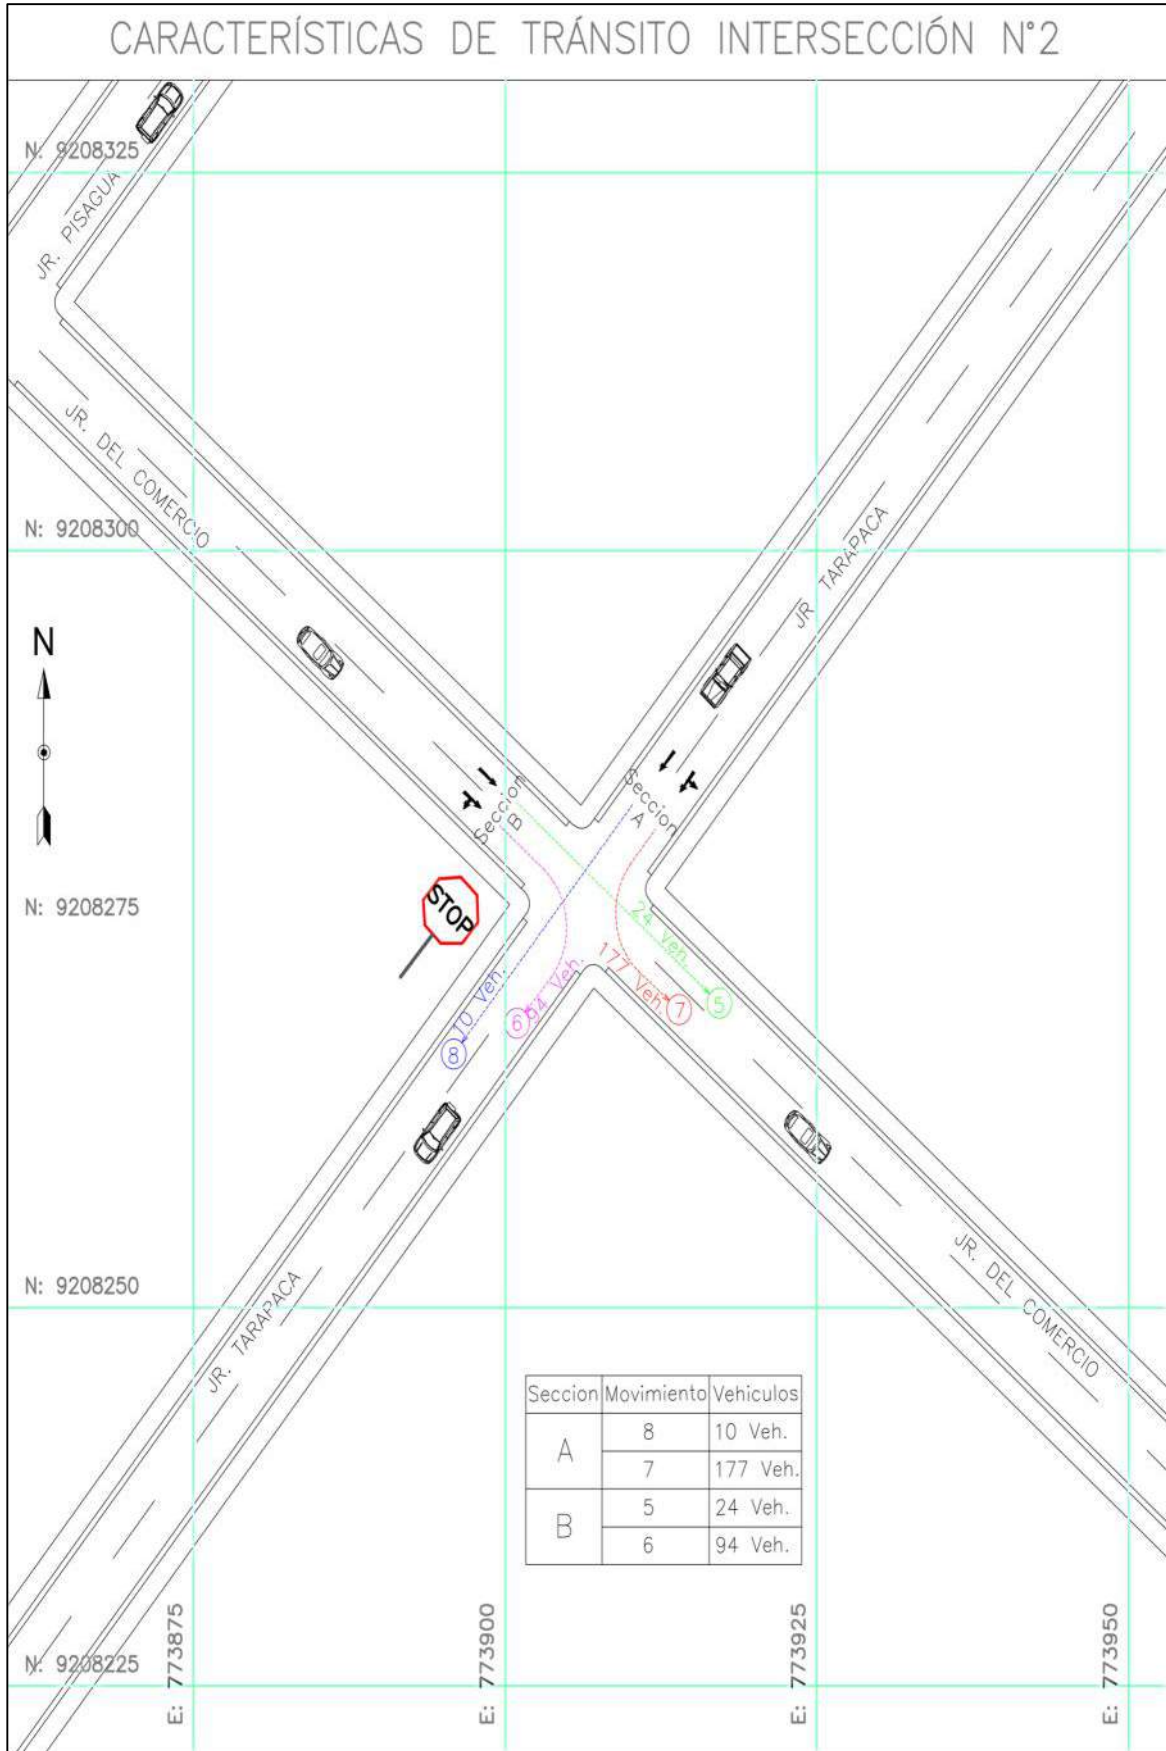 CARACTERÍSTICAS DE TRÁNSITO INTERSECCIÓN N°2
N: 9208325
JR. PISAGUA
JR. DEL COMERCIO
N: 9208300
JR. TARAPACA
N
Seccion
B
Seccion
A
N: 9208275
STOP
24 Veh.
177 Veh.
10 Veh.
94 Veh.
5
7
6
8
N: 9208250
JR. DEL COMERCIO
JR. TARAPACA
Seccion Movimiento Vehiculos
A 8 10 Veh.
7 177 Veh.
B 5 24 Veh.
6 94 Veh.
N: 9208225
E: 773875
E: 773900
E: 773925
E: 773950